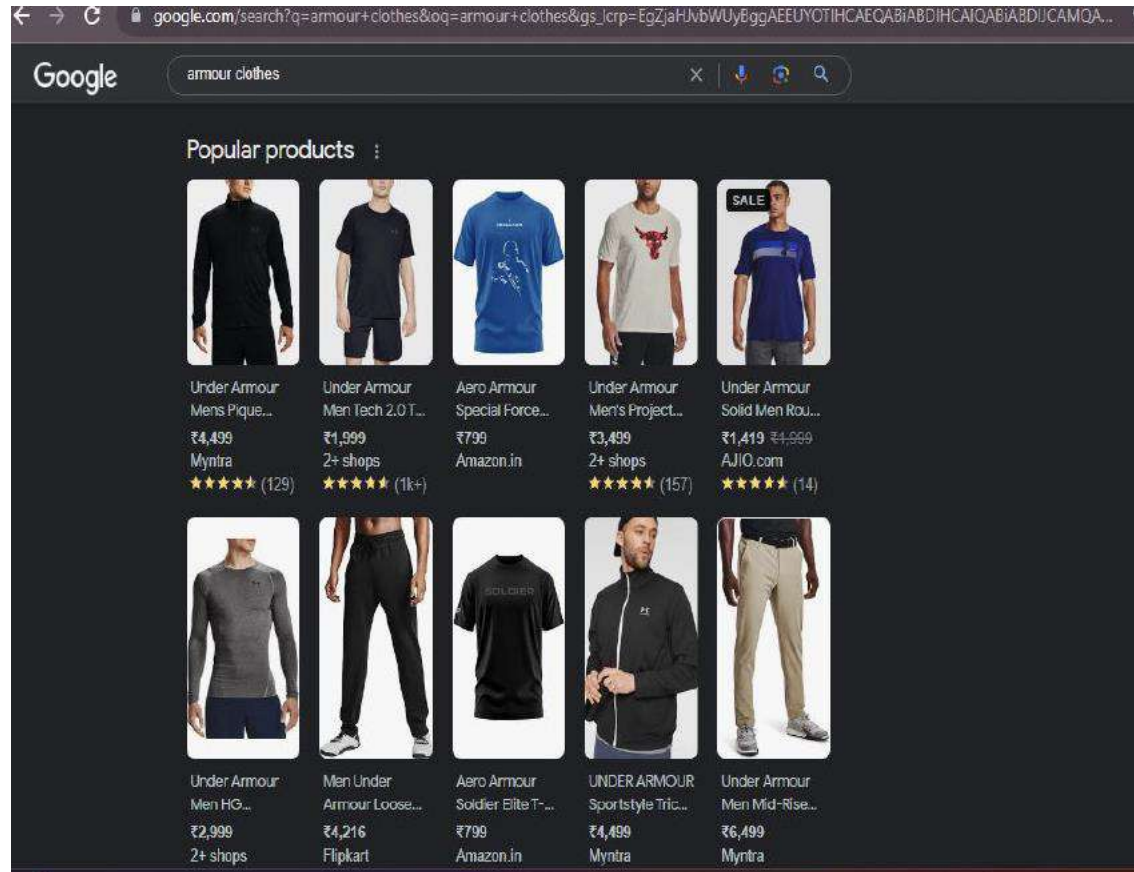 google.com/search?q=armour+clothes&oq=armour+clothes&gs_lcrp=EgZjaHJvbWUyBggAEEUYOTIHCAEQABiABDIHCAIQABiABDIJCAMQA...
Google
armour clothes
Popular products
SALE
Under Armour
Mens Pique...
₹4,499
Myntra
(129)
Under Armour
Men Tech 2.0 T...
₹1,999
2+ shops
(1k+)
Aero Armour
Special Force...
₹799
Amazon.in
Under Armour
Men's Project...
₹3,499
2+ shops
(157)
Under Armour
Solid Men Rou...
₹1,419 ₹1,999
AJIO.com
(14)
SOLDIER
Under Armour
Men HG...
₹2,999
2+ shops
Men Under
Armour Loose...
₹4,216
Flipkart
Aero Armour
Soldier Elite T-...
₹799
Amazon.in
UNDER ARMOUR
Sportstyle Tric...
₹4,499
Myntra
Under Armour
Men Mid-Rise...
₹6,499
Myntra